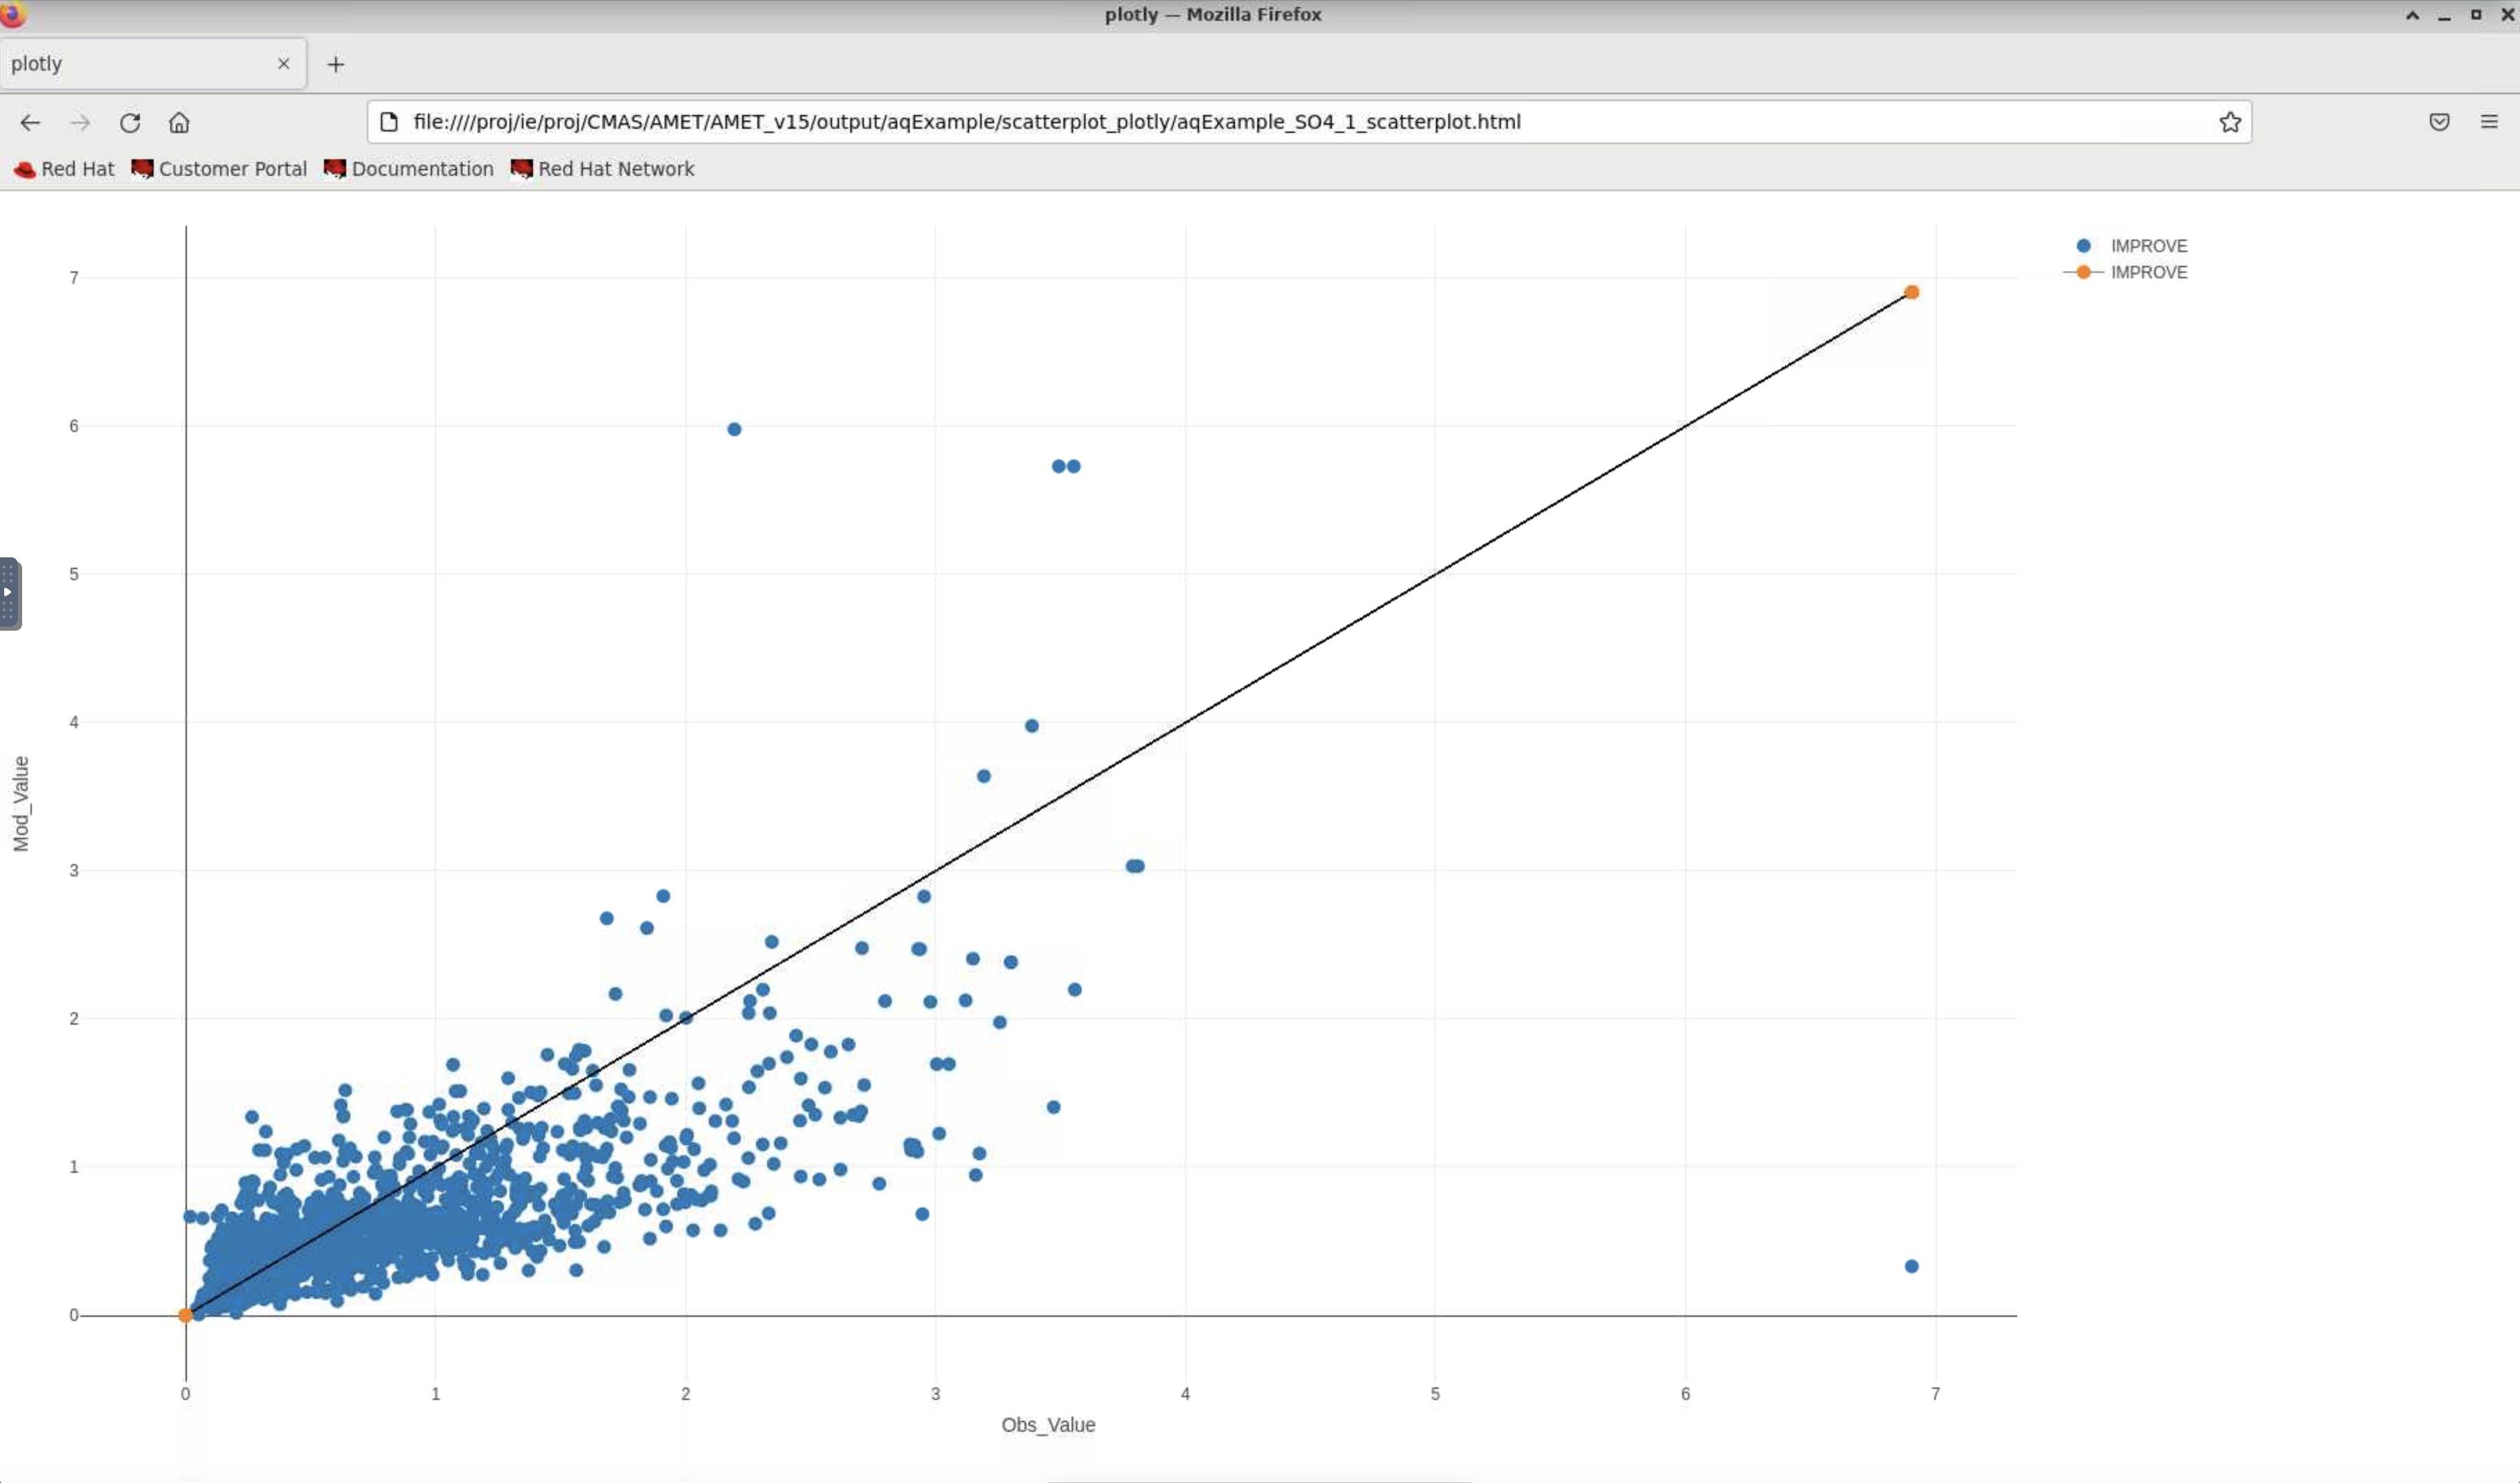 plotly — Mozilla Firefox
plotly
file:////proj/ie/proj/CMAS/AMET/AMET_v15/output/aqExample/scatterplot_plotly/aqExample_SO4_1_scatterplot.html
Red Hat Customer Portal Documentation Red Hat Network
IMPROVE
IMPROVE
7
6
5
4
3
2
1
0
Mod_Value
0 1 2 3 4 5 6 7
Obs_Value